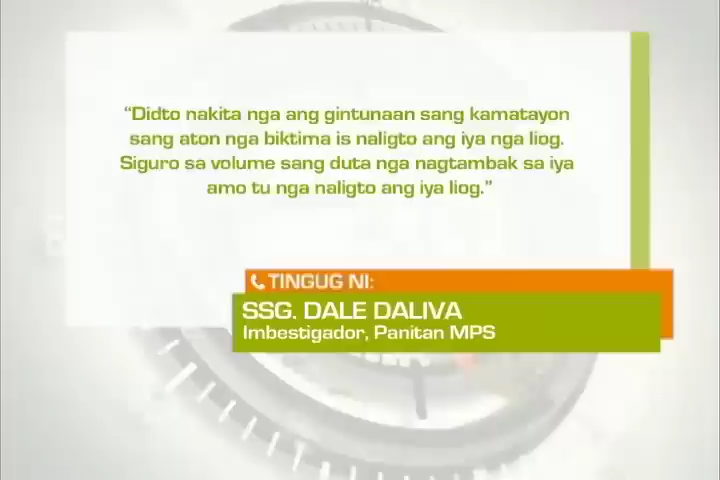 “Didto nakita nga ang gintunaan sang kamatayon
sang aton nga biktima is naligto ang iya nga liog.
Siguro sa volume sang duta nga nagtambak sa iya
amo tu nga naligto ang iya liog.”
TINGUG NI:
SSG. DALE DALIVA
Imbestigador, Panitan MPS